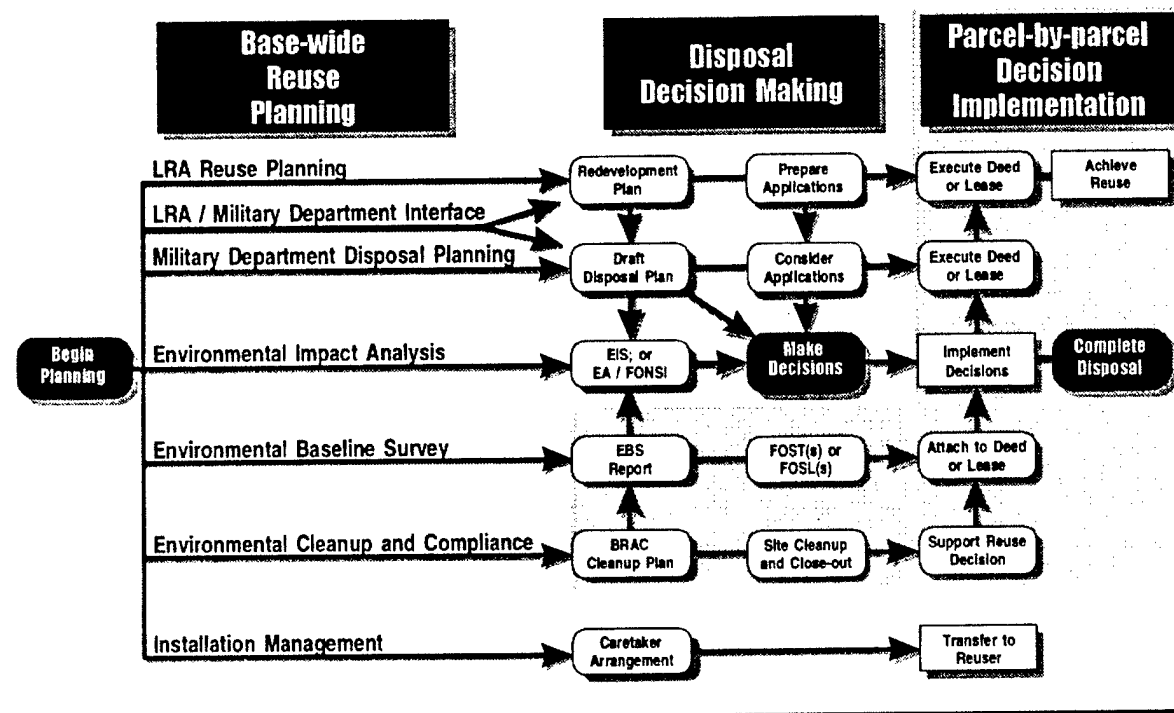 Base-wide
Reuse
Planning
Disposal
Decision Making
Parcel-by-parcel
Decision
Implementation
LRA Reuse Planning
Redevelopment
Plan
Prepare
Applications
Execute Deed
or Lease
Achieve
Reuse
LRA / Military Department Interface
Military Department Disposal Planning
Draft
Disposal Plan
Consider
Applications
Execute Deed
or Lease
Begin
Planning
Environmental Impact Analysis
EIS; or
EA / FONSI
Make
Decisions
Implement
Decisions
Complete
Disposal
Environmental Baseline Survey
EBS
Report
FOST(s) or
FOSL(s)
Attach to Deed
or Lease
Environmental Cleanup and Compliance
BRAC
Cleanup Plan
Site Cleanup
and Close-out
Support Reuse
Decision
Installation Management
Caretaker
Arrangement
Transfer to
Reuser